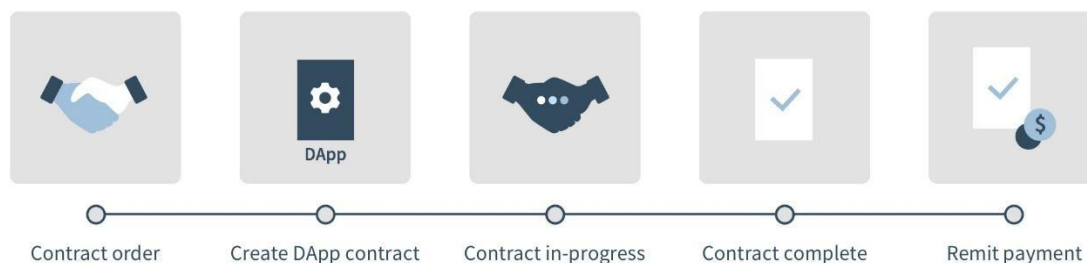 $
DApp
Contract order
Create DApp contract
Contract in-progress
Contract complete
Remit payment